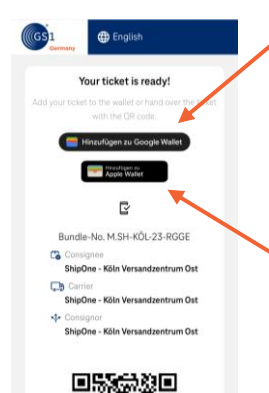 GS1
Germany
English
Your ticket is ready!
Add your ticket to the wallet or hand over the ticket
with the QR code.
Hinzufügen zu Google Wallet
Hinzufügen zu
Apple Wallet
Bundle-No. M.SH-KÖL-23-RGGE
Consignee
ShipOne - Köln Versandzentrum Ost
Carrier
ShipOne - Köln Versandzentrum Ost
Consignor
ShipOne - Köln Versandzentrum Ost